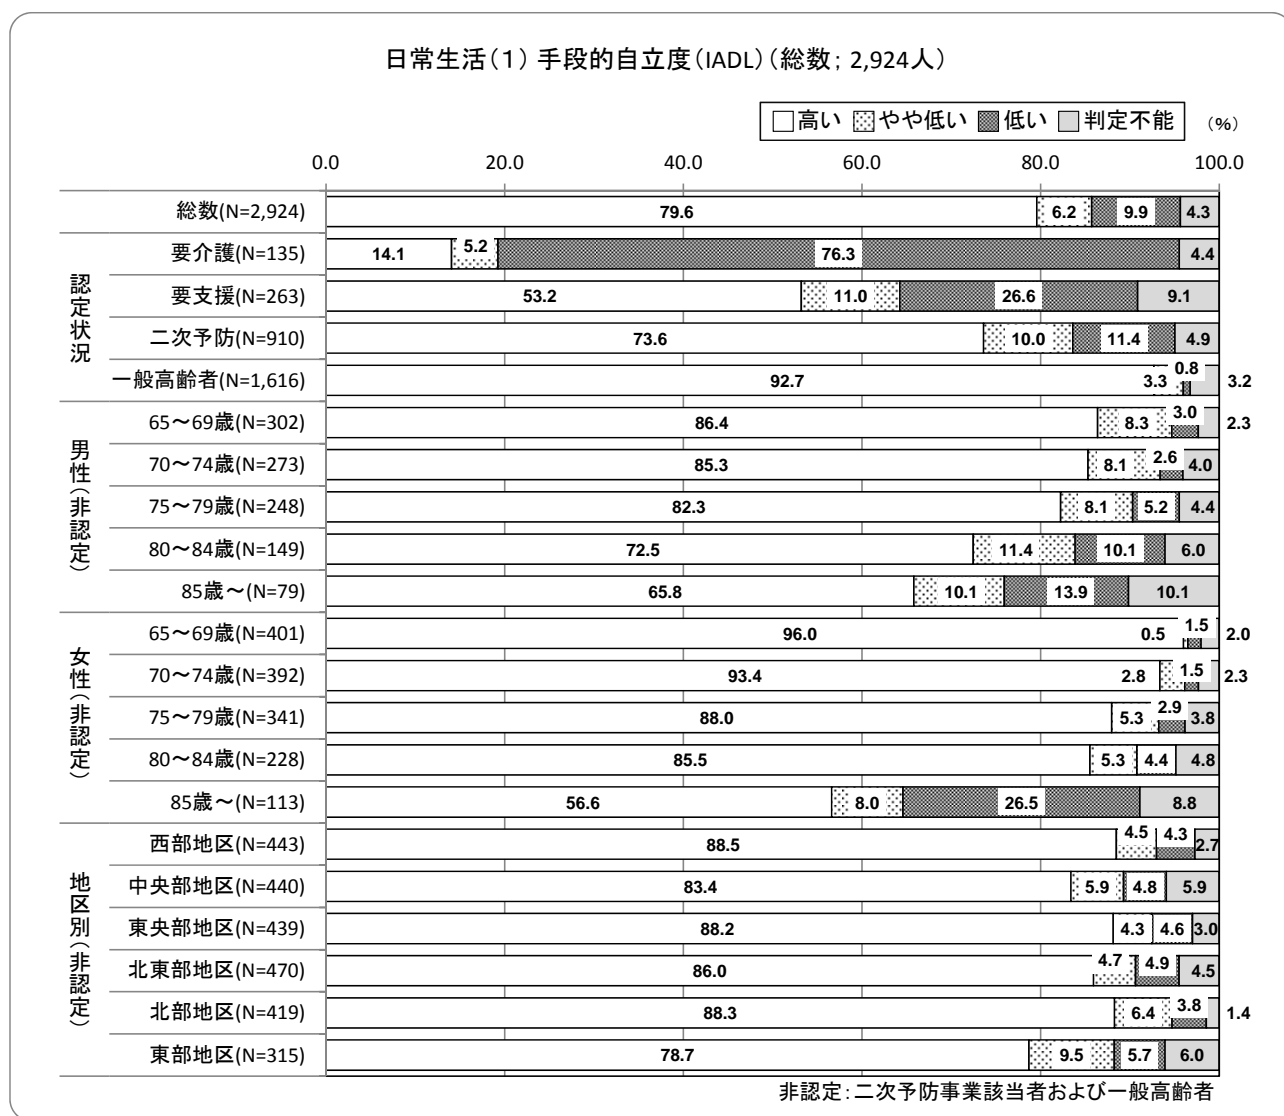 日常生活(１) 手段的自立度(IADL)(総数; 2,924人)
高い やや低い 低い 判定不能 (%)
0.0 20.0 40.0 60.0 80.0 100.0
総数(N=2,924) 79.6 6.2 9.9 4.3
認定状況
要介護(N=135) 14.1 5.2 76.3 4.4
要支援(N=263) 53.2 11.0 26.6 9.1
二次予防(N=910) 73.6 10.0 11.4 4.9
一般高齢者(N=1,616) 92.7 3.3 0.8 3.2
男性(非認定)
65～69歳(N=302) 86.4 8.3 3.0 2.3
70～74歳(N=273) 85.3 8.1 2.6 4.0
75～79歳(N=248) 82.3 8.1 5.2 4.4
80～84歳(N=149) 72.5 11.4 10.1 6.0
85歳～(N=79) 65.8 10.1 13.9 10.1
女性(非認定)
65～69歳(N=401) 96.0 0.5 1.5 2.0
70～74歳(N=392) 93.4 2.8 1.5 2.3
75～79歳(N=341) 88.0 5.3 2.9 3.8
80～84歳(N=228) 85.5 5.3 4.4 4.8
85歳～(N=113) 56.6 8.0 26.5 8.8
地区別(非認定)
西部地区(N=443) 88.5 4.5 4.3 2.7
中央部地区(N=440) 83.4 5.9 4.8 5.9
東央部地区(N=439) 88.2 4.3 4.6 3.0
北東部地区(N=470) 86.0 4.7 4.9 4.5
北部地区(N=419) 88.3 6.4 3.8 1.4
東部地区(N=315) 78.7 9.5 5.7 6.0
非認定:二次予防事業該当者および一般高齢者